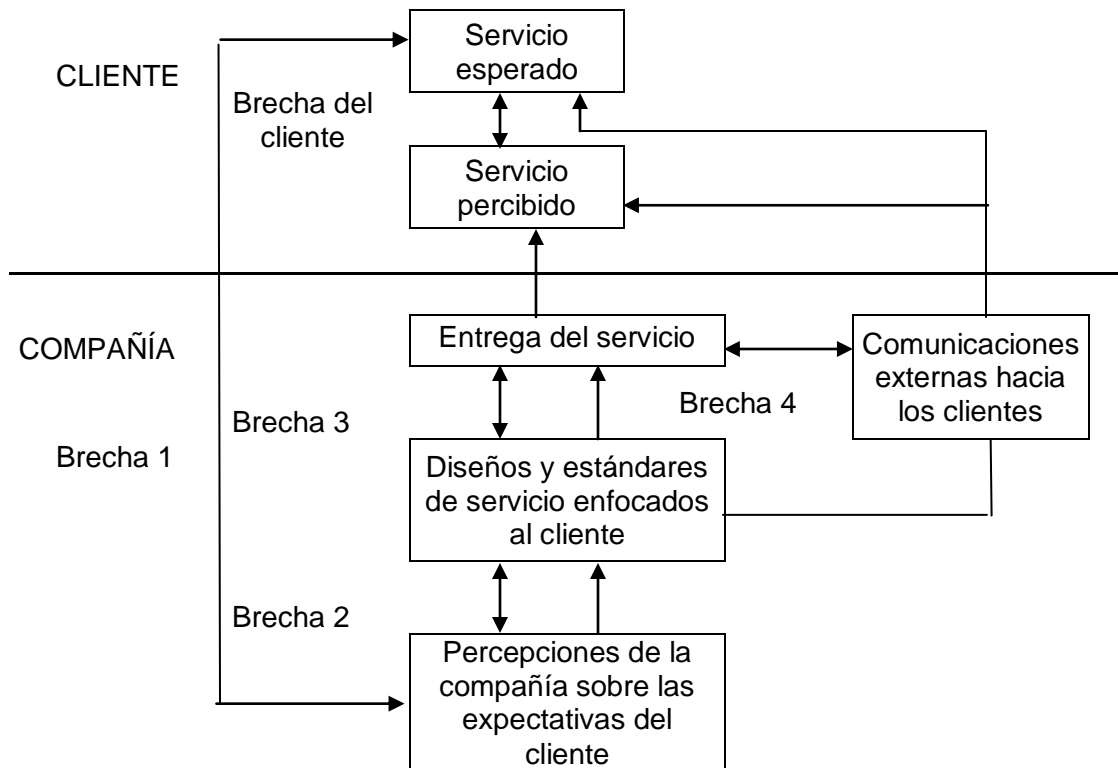 Servicio
esperado
CLIENTE
Brecha del
cliente
Servicio
percibido
COMPAÑÍA
Entrega del servicio
Comunicaciones
externas hacia
los clientes
Brecha 4
Brecha 3
Brecha 1
Diseños y estándares
de servicio enfocados
al cliente
Brecha 2
Percepciones de la
compañía sobre las
expectativas del
cliente